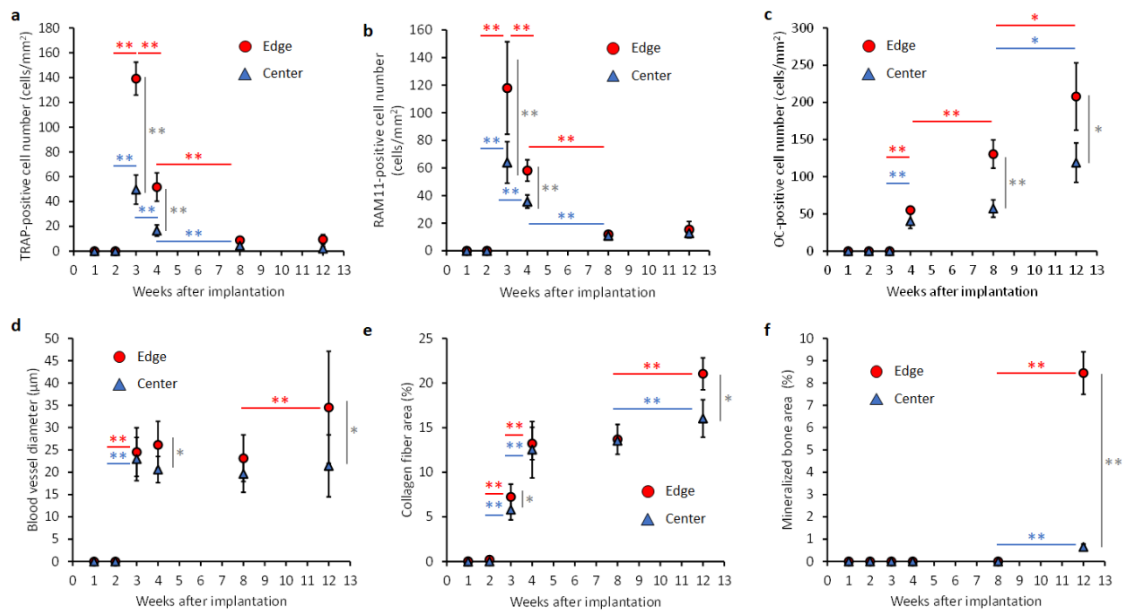 a
TRAP-positive cell number (cells/mm²)
180
160
140
120
100
80
60
40
20
0
** **
**
**
**
**
**
**
Edge
Center
1 2 3 4 5 6 7 8 9 10 11 12 13
Weeks after implantation
b
RAM11-positive cell number
(cells/mm²)
160
140
120
100
80
60
40
20
0
** **
**
**
**
**
**
**
Edge
Center
1 2 3 4 5 6 7 8 9 10 11 12 13
Weeks after implantation
c
OC-positive cell number (cells/mm²)
300
250
200
150
100
50
0
*
*
**
**
**
**
*
Edge
Center
1 2 3 4 5 6 7 8 9 10 11 12 13
Weeks after implantation
d
Blood vessel diameter (μm)
50
45
40
35
30
25
20
15
10
5
0
**
**
*
**
*
Edge
Center
1 2 3 4 5 6 7 8 9 10 11 12 13
Weeks after implantation
e
Collagen fiber area (%)
25
20
15
10
5
0
**
**
**
**
*
**
**
*
Edge
Center
1 2 3 4 5 6 7 8 9 10 11 12 13
Weeks after implantation
f
Mineralized bone area (%)
10
9
8
7
6
5
4
3
2
1
0
**
**
**
Edge
Center
1 2 3 4 5 6 7 8 9 10 11 12 13
Weeks after implantation